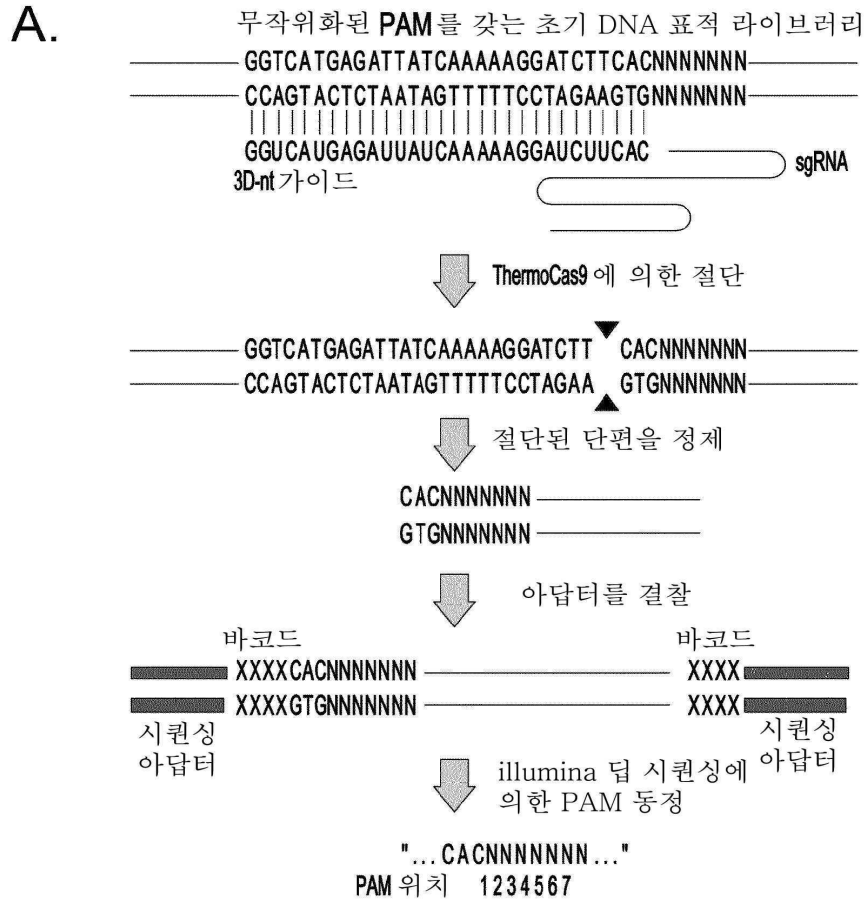 A.
무작위화된 PAM를 갖는 초기 DNA 표적 라이브러리
GGTCATGAGATTATCAAAAAGGATCTTCACNNNNNNN
CCAGTACTCTAATAGTTTTTCCTAGAAGTGNNNNNNN
GGUCAUGAGAUUAUCAAAAAGGAUCUUCAC
sgRNA
3D-nt 가이드
ThermoCas9에 의한 절단
GGTCATGAGATTATCAAAAAGGATCTT CACNNNNNNN
CCAGTACTCTAATAGTTTTTCCTAGAA GTGNNNNNNN
절단된 단편을 정제
CACNNNNNNN
GTGNNNNNNN
아답터를 결찰
바코드 바코드
XXXXCACNNNNNNN XXXX
XXXXGTGNNNNNNN XXXX
시퀀싱 시퀀싱
아답터 아답터
illumina 딥 시퀀싱에
의한 PAM 동정
"...CACNNNNNNN..."
PAM 위치 1234567